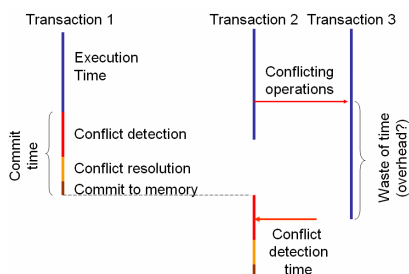 Transaction 1
Transaction 2
Transaction 3
Execution
Time
Conflicting
operations
Commit
time
Conflict detection
Conflict resolution
Commit to memory
Waste of time
(overhead?)
Conflict
detection
time